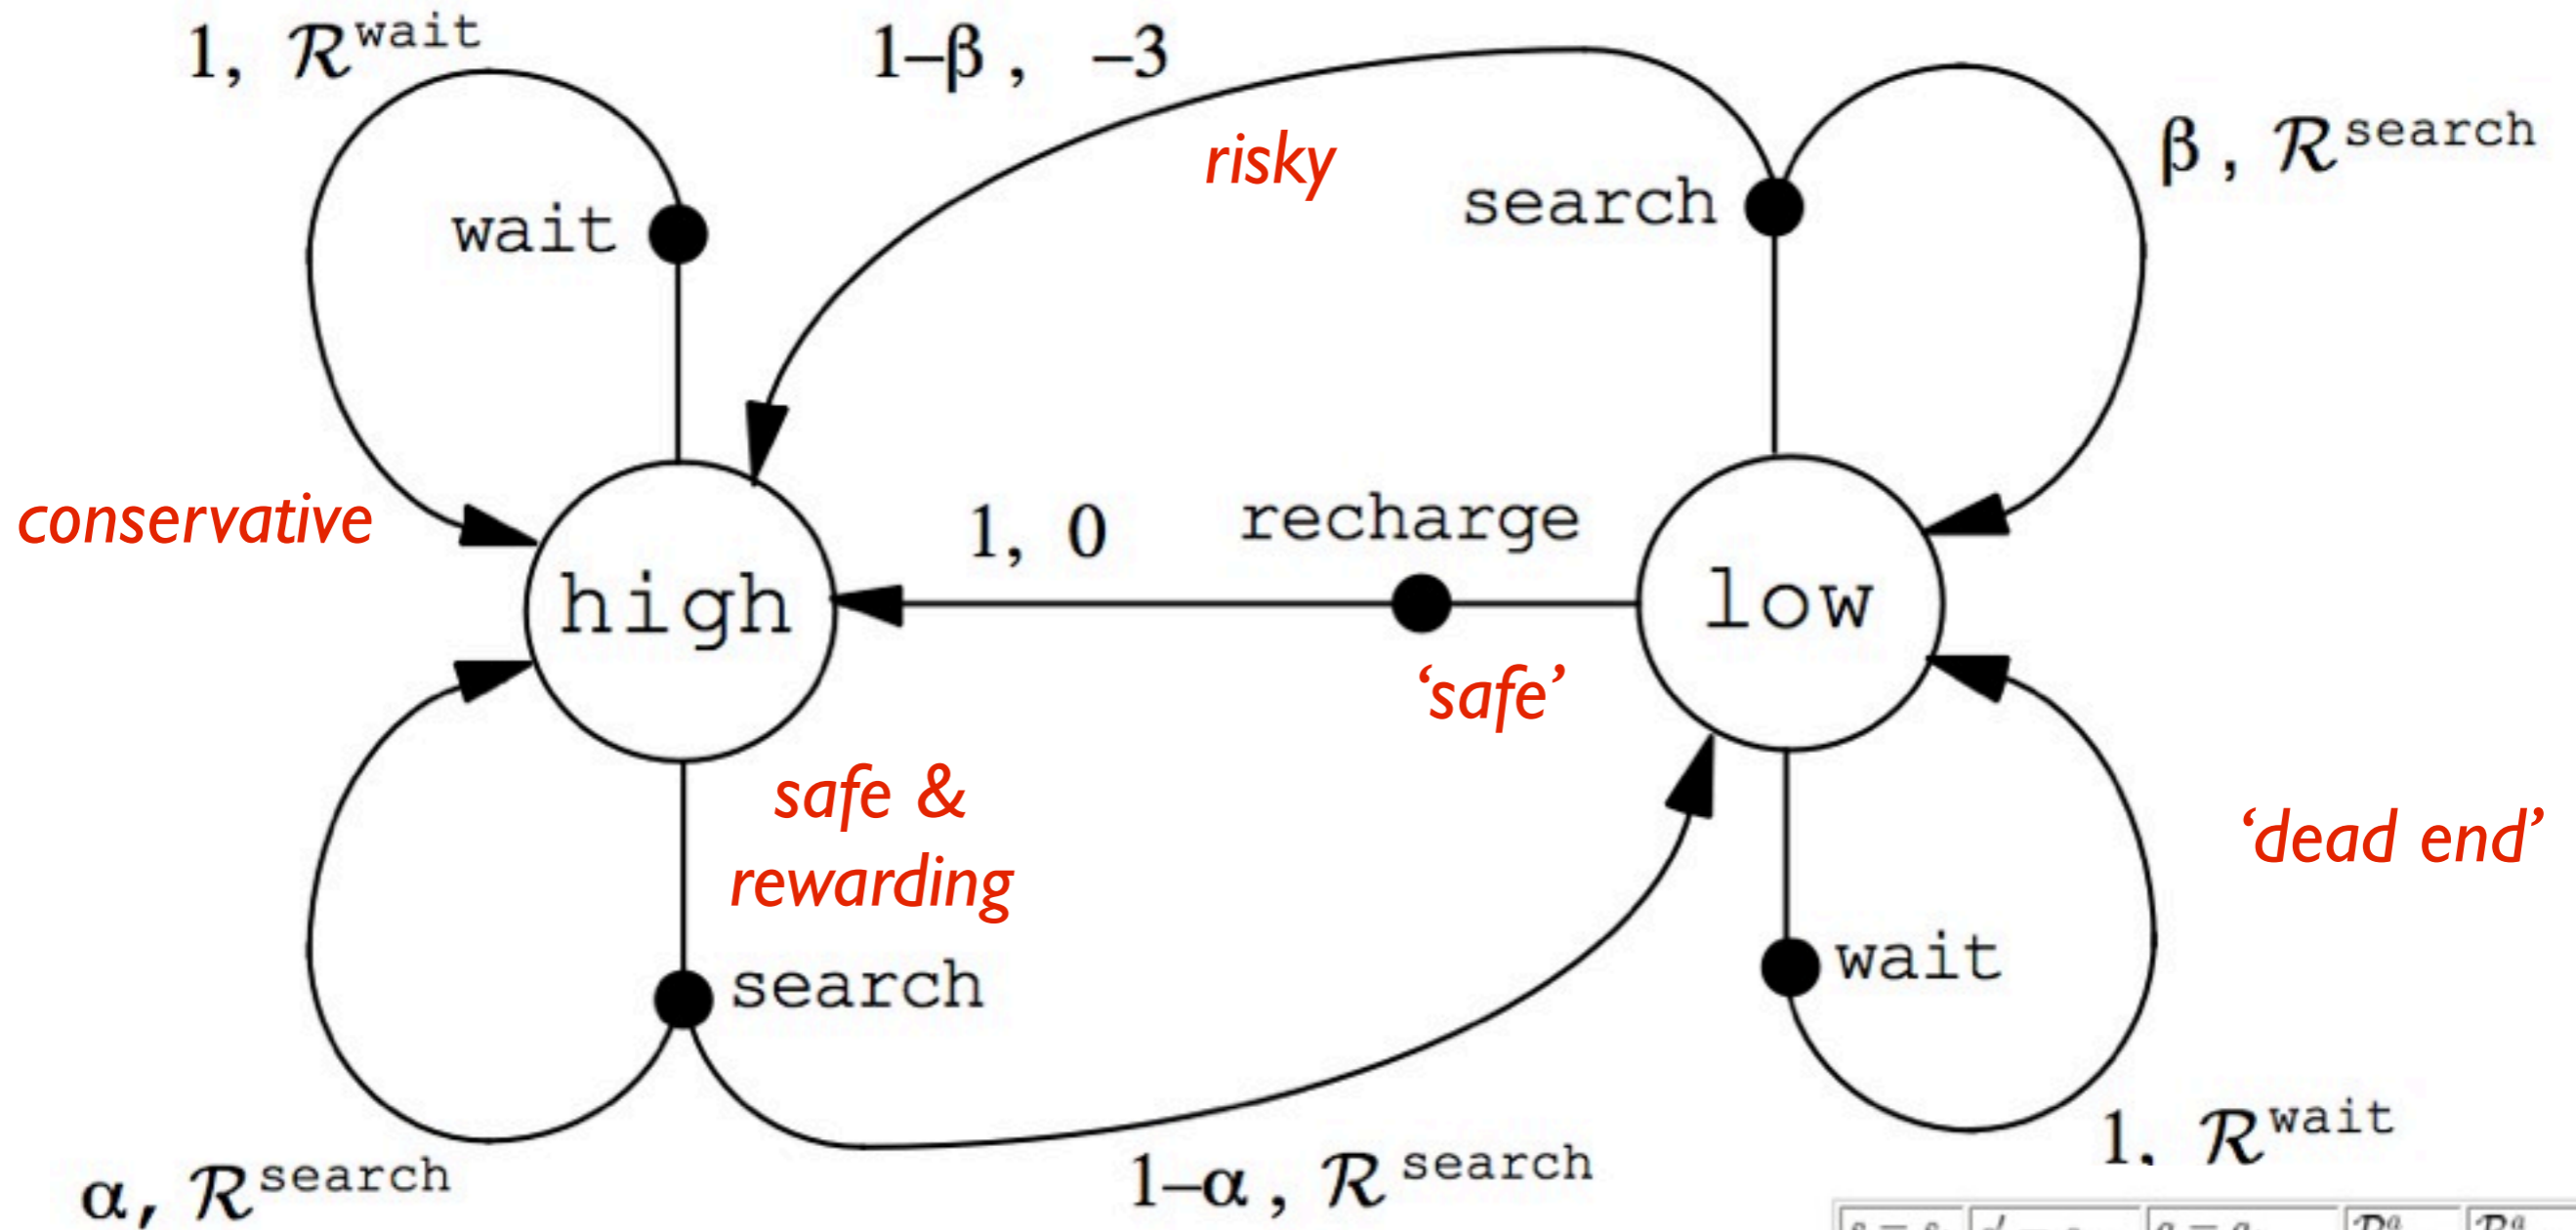 1, ℛ^wait
1–β , –3
risky
β , ℛ^search
search
wait
conservative
1, 0
recharge
high
low
‘safe’
safe &
rewarding
‘dead end’
search
wait
α, ℛ^search
1–α , ℛ^search
1, ℛ^wait